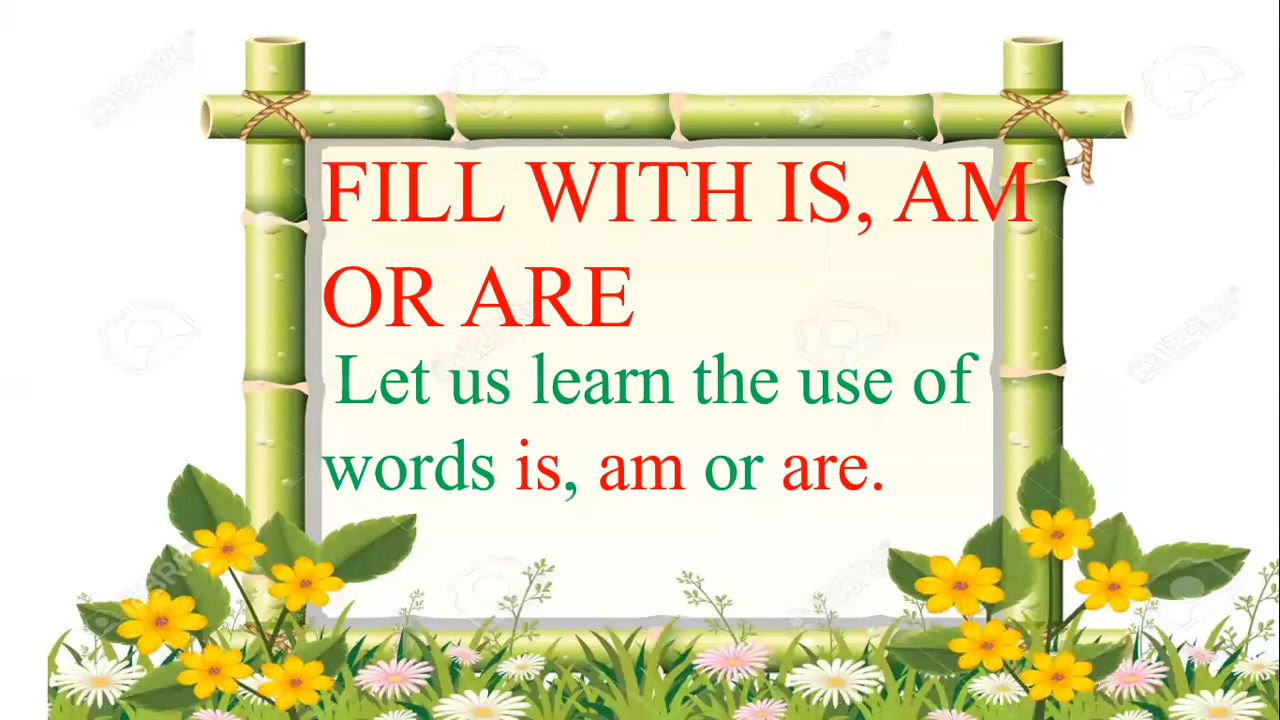 FILL WITH IS, AM
OR ARE
Let us learn the use of
words is, am or are.